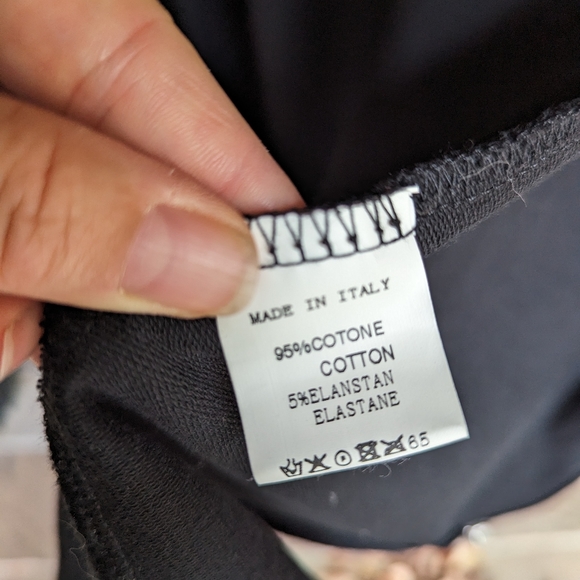 MADE IN ITALY
95%COTONE
COTTON
5%ELANSTAN
ELASTANE
65